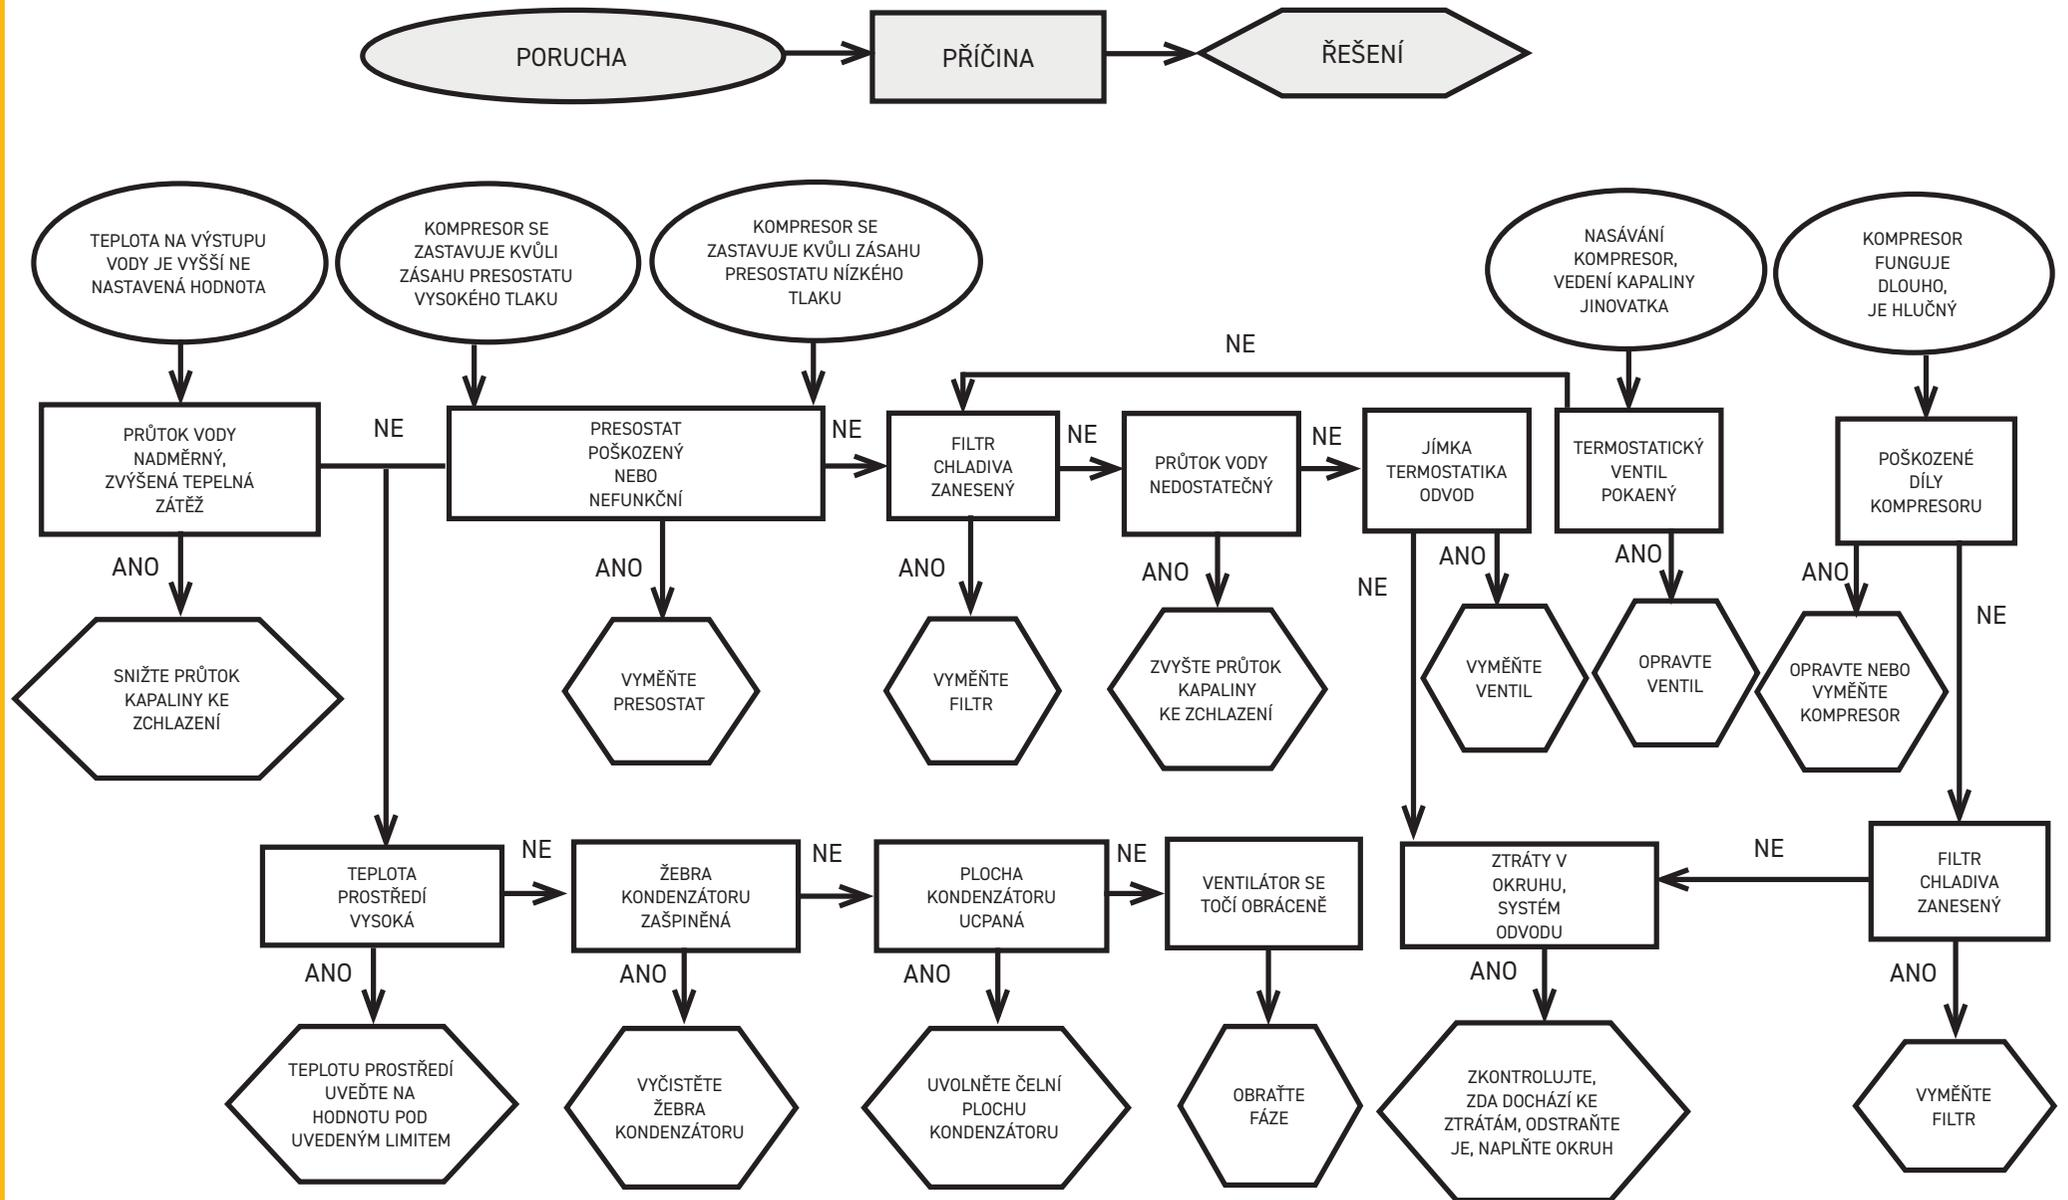 PORUCHA
PŘÍČINA
ŘEŠENÍ
TEPLOTA NA VÝSTUPU
VODY JE VYŠŠÍ NE
NASTAVENÁ HODNOTA
KOMPRESOR SE
ZASTAVUJE KVŮLI
ZÁSAHU PRESOSTATU
VYSOKÉHO TLAKU
KOMPRESOR SE
ZASTAVUJE KVŮLI ZÁSAHU
PRESOSTATU NÍZKÉHO
TLAKU
NASÁVÁNÍ
KOMPRESOR,
VEDENÍ KAPALINY
JINOVATKA
KOMPRESOR
FUNGUJE
DLOUHO,
JE HLUČNÝ
NE
PRŮTOK VODY
NADMĚRNÝ,
ZVÝŠENÁ TEPELNÁ
ZÁTĚŽ
NE
PRESOSTAT
POŠKOZENÝ
NEBO
NEFUNKČNÍ
NE
FILTR
CHLADIVA
ZANESENÝ
NE
PRŮTOK VODY
NEDOSTATEČNÝ
NE
JÍMKA
TERMOSTATIKA
ODVOD
TERMOSTATICKÝ
VENTIL
POKAENÝ
POŠKOZENÉ
DÍLY
KOMPRESORU
ANO
ANO
ANO
ANO
NE
ANO
ANO
ANO
NE
SNIŽTE PRŮTOK
KAPALINY KE
ZCHLAZENÍ
VYMĚŇTE
PRESOSTAT
VYMĚŇTE
FILTR
ZVYŠTE PRŮTOK
KAPALINY
KE ZCHLAZENÍ
VYMĚŇTE
VENTIL
OPRAVTE
VENTIL
OPRAVTE NEBO
VYMĚŇTE
KOMPRESOR
TEPLOTA
PROSTŘEDÍ
VYSOKÁ
NE
ŽEBRA
KONDENZÁTORU
ZAŠPINĚNÁ
NE
PLOCHA
KONDENZÁTORU
UCPANÁ
NE
VENTILÁTOR SE
TOČÍ OBRÁCENĚ
ZTRÁTY V
OKRUHU,
SYSTÉM
ODVODU
NE
FILTR
CHLADIVA
ZANESENÝ
ANO
ANO
ANO
ANO
ANO
TEPLOTU PROSTŘEDÍ
UVEĎTE NA
HODNOTU POD
UVEDENÝM LIMITEM
VYČISTĚTE
ŽEBRA
KONDENZÁTORU
UVOLNĚTE ČELNÍ
PLOCHU
KONDENZÁTORU
OBRAŤTE
FÁZE
ZKONTROLUJTE,
ZDA DOCHÁZÍ KE
ZTRÁTÁM, ODSTRAŇTE
JE, NAPLŇTE OKRUH
VYMĚŇTE
FILTR